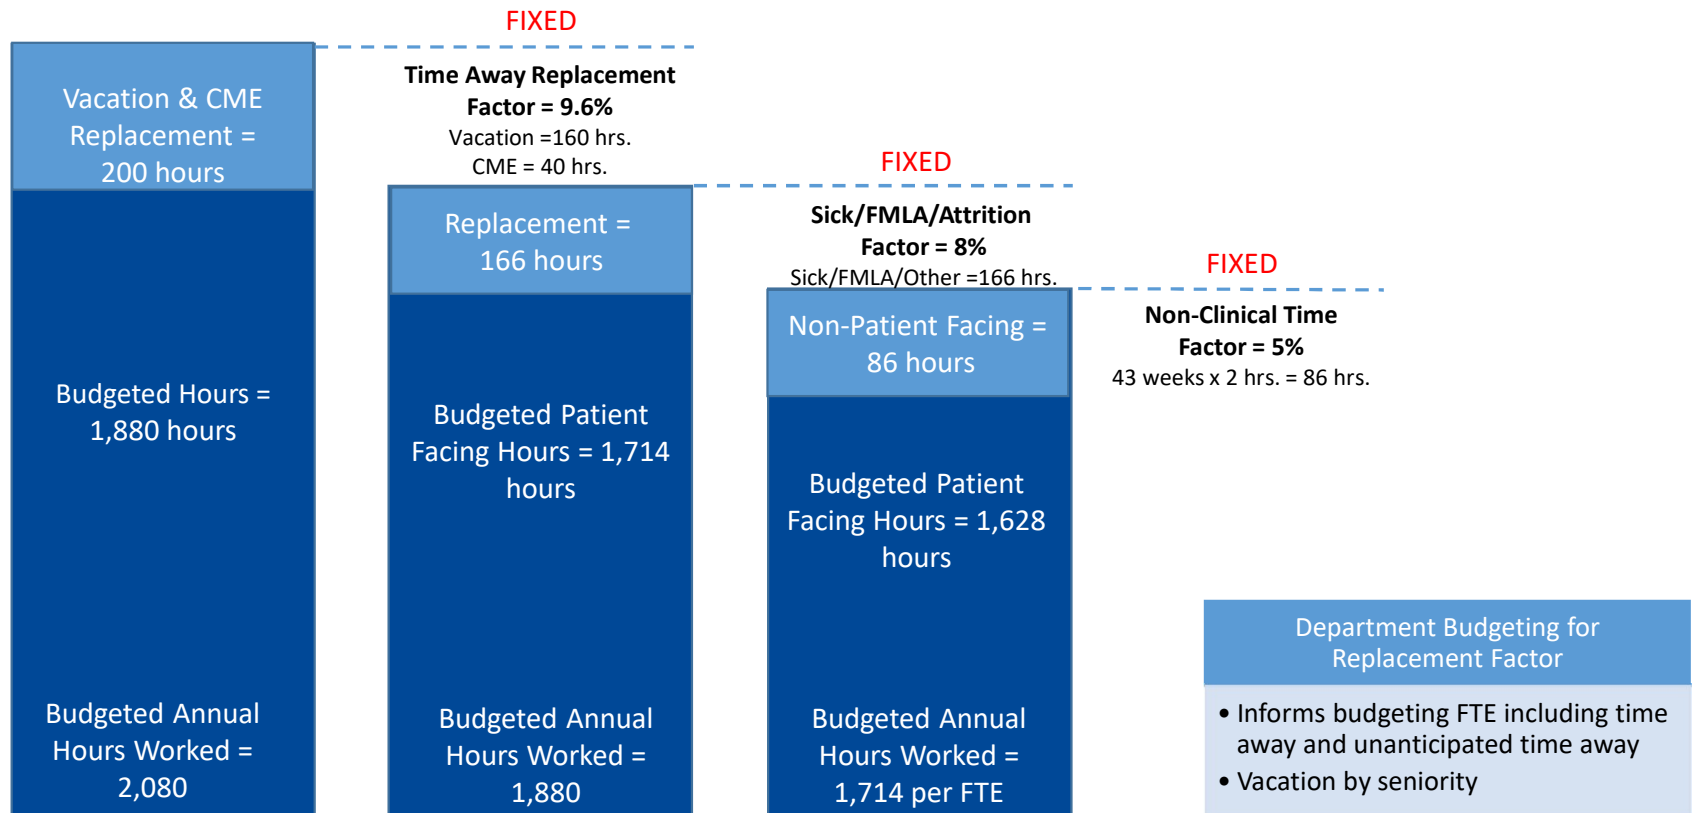 FIXED
Vacation & CME
Replacement =
200 hours
Budgeted Hours =
1,880 hours
Budgeted Annual
Hours Worked =
2,080
Time Away Replacement
Factor = 9.6%
Vacation =160 hrs.
CME = 40 hrs.
Replacement =
166 hours
Budgeted Patient
Facing Hours = 1,714
hours
Budgeted Annual
Hours Worked =
1,880
FIXED
Sick/FMLA/Attrition
Factor = 8%
Sick/FMLA/Other =166 hrs.
Non-Patient Facing =
86 hours
Budgeted Patient
Facing Hours = 1,628
hours
Budgeted Annual
Hours Worked =
1,714 per FTE
FIXED
Non-Clinical Time
Factor = 5%
43 weeks x 2 hrs. = 86 hrs.
Department Budgeting for
Replacement Factor
• Informs budgeting FTE including time
away and unanticipated time away
• Vacation by seniority